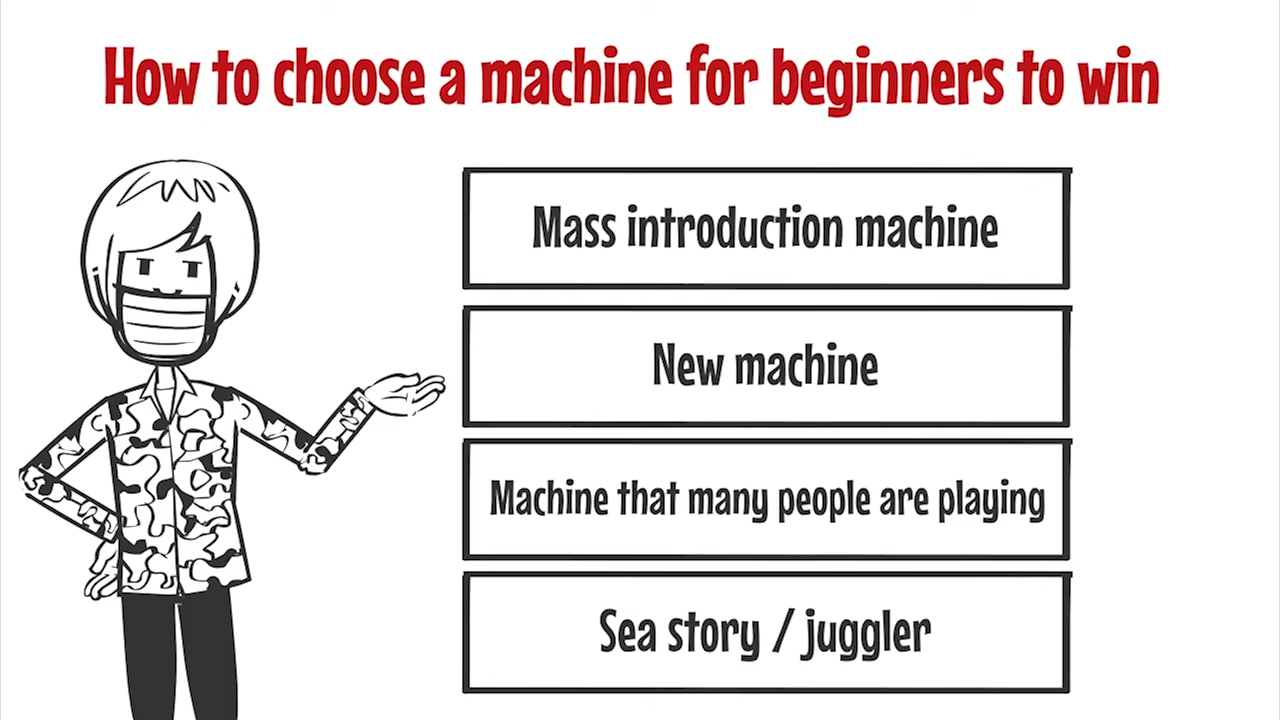 How to choose a machine for beginners to win
Mass introduction machine
New machine
Machine that many people are playing
Sea story / juggler